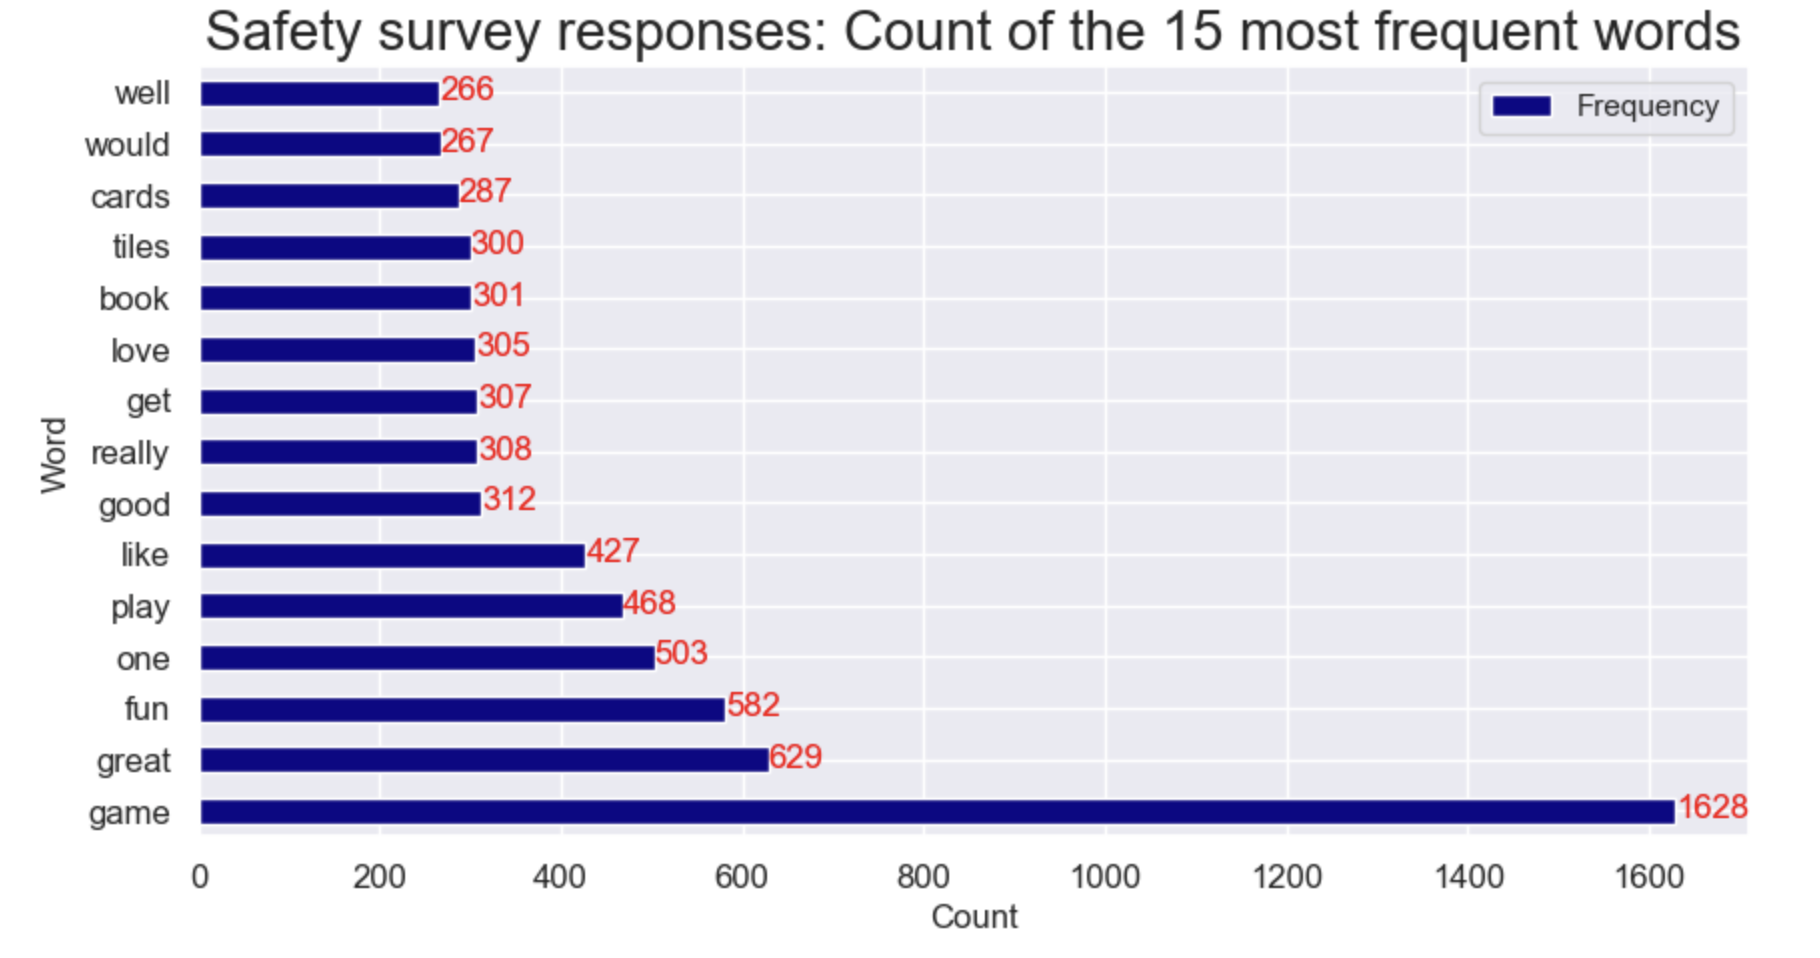 Safety survey responses: Count of the 15 most frequent words
Frequency
well 266
would 267
cards 287
tiles 300
book 301
love 305
get 307
really 308
good 312
like 427
play 468
one 503
fun 582
great 629
game 1628
Word
0 200 400 600 800 1000 1200 1400 1600
Count